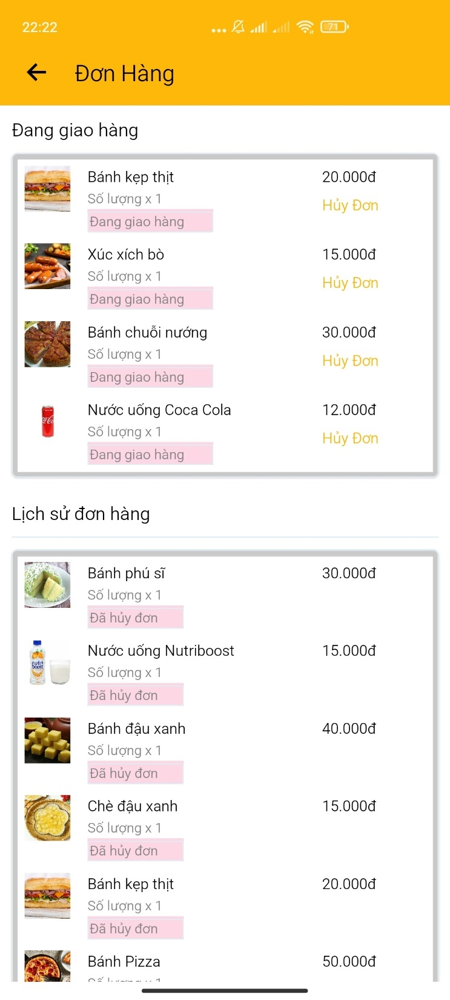 22:22
71
Đơn Hàng
Đang giao hàng
Bánh kẹp thịt
20.000đ
Số lượng x 1
Hủy Đơn
Đang giao hàng
Xúc xích bò
15.000đ
Số lượng x 1
Hủy Đơn
Đang giao hàng
Bánh chuỗi nướng
30.000đ
Số lượng x 1
Hủy Đơn
Đang giao hàng
Nước uống Coca Cola
12.000đ
Số lượng x 1
Hủy Đơn
Đang giao hàng
Lịch sử đơn hàng
Bánh phú sĩ
30.000đ
Số lượng x 1
Đã hủy đơn
Nước uống Nutriboost
15.000đ
Số lượng x 1
nutri
boost
Đã hủy đơn
Bánh đậu xanh
40.000đ
Số lượng x 1
Đã hủy đơn
Chè đậu xanh
15.000đ
Số lượng x 1
Đã hủy đơn
Bánh kẹp thịt
20.000đ
Số lượng x 1
Đã hủy đơn
Bánh Pizza
50.000đ